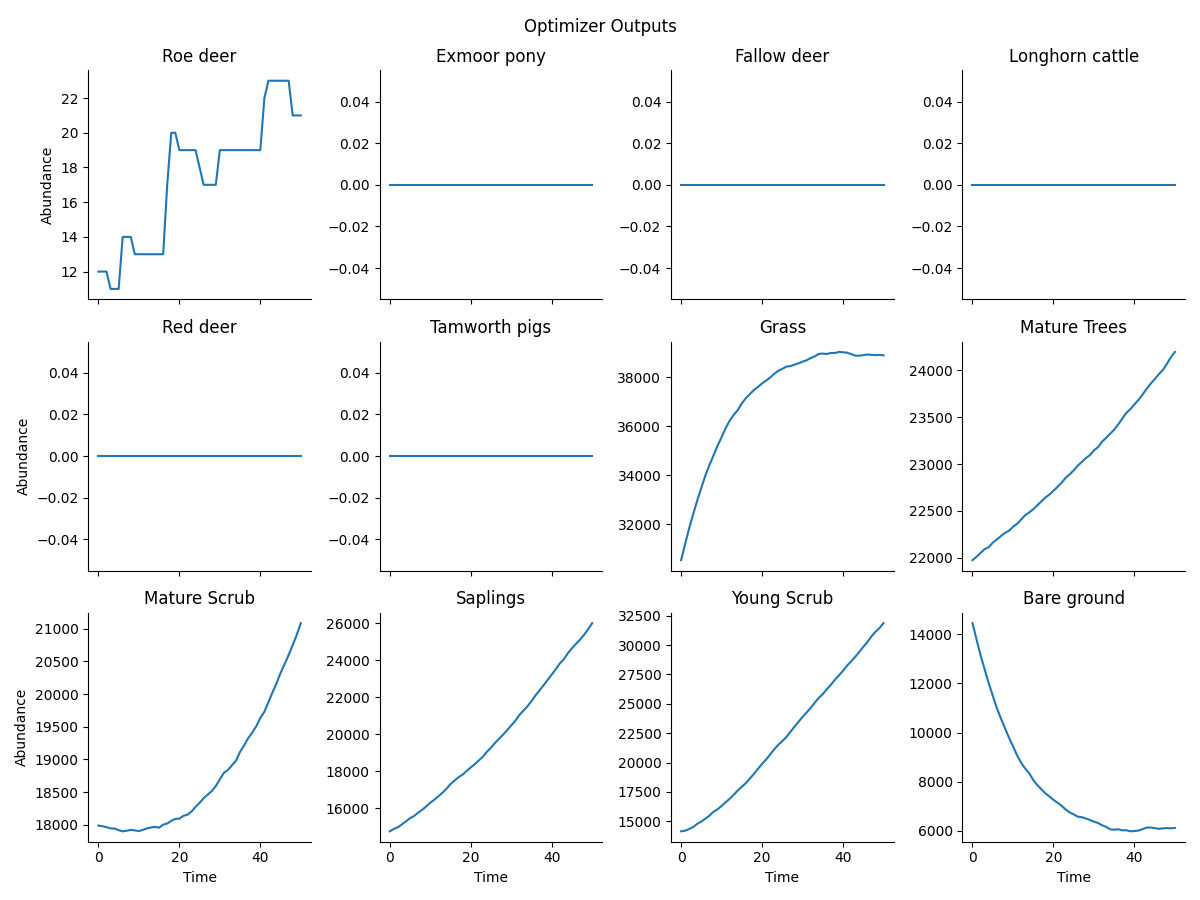 Optimizer Outputs
Roe deer
Exmoor pony
Fallow deer
Longhorn cattle
Abundance
22
20
18
16
14
12
0.04
0.02
0.00
−0.02
−0.04
0.04
0.02
0.00
−0.02
−0.04
0.04
0.02
0.00
−0.02
−0.04
Red deer
Tamworth pigs
Grass
Mature Trees
Abundance
0.04
0.02
0.00
−0.02
−0.04
0.04
0.02
0.00
−0.02
−0.04
38000
36000
34000
32000
24000
23500
23000
22500
22000
Mature Scrub
Saplings
Young Scrub
Bare ground
Abundance
21000
20500
20000
19500
19000
18500
18000
0 20 40
Time
26000
24000
22000
20000
18000
16000
0 20 40
Time
32500
30000
27500
25000
22500
20000
17500
15000
0 20 40
Time
14000
12000
10000
8000
6000
0 20 40
Time